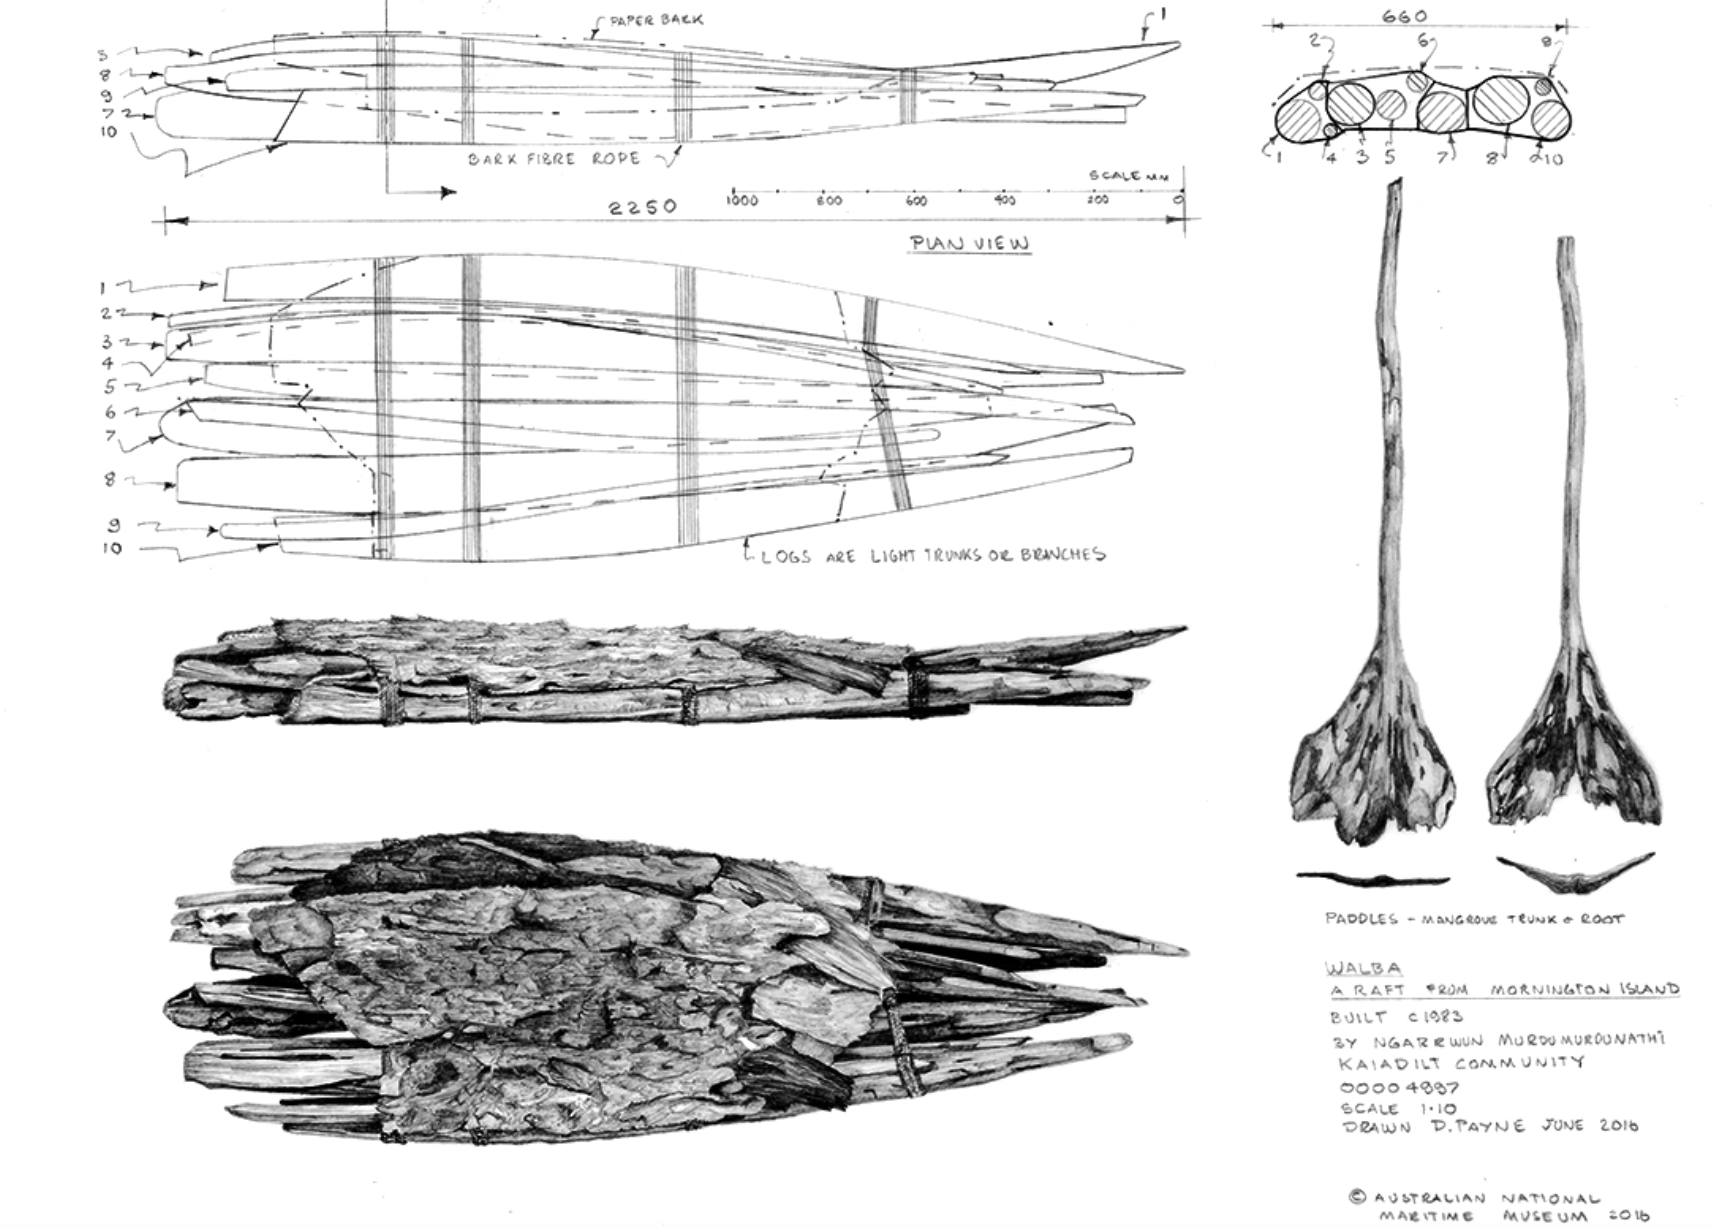 PAPER BARK
1
5
8
9
7
10
BARK FIBRE ROPE
SCALE MM
1000 800 600 400 200 0
2250
PLAN VIEW
1
2
3
4
5
6
7
8
9
10
LOGS ARE LIGHT TRUNKS OR BRANCHES
660
2 6 8
1 4 3 5 7 8 10
PADDLES - MANGROVE TRUNK & ROOT
WALBA
A RAFT FROM MORNINGTON ISLAND
BUILT C1983
BY NGARRWUN MURDUMURDUNATHI
KAIADILT COMMUNITY
00004997
SCALE 1·10
DRAWN D.PAYNE JUNE 2016
© AUSTRALIAN NATIONAL
MARITIME MUSEUM 2016